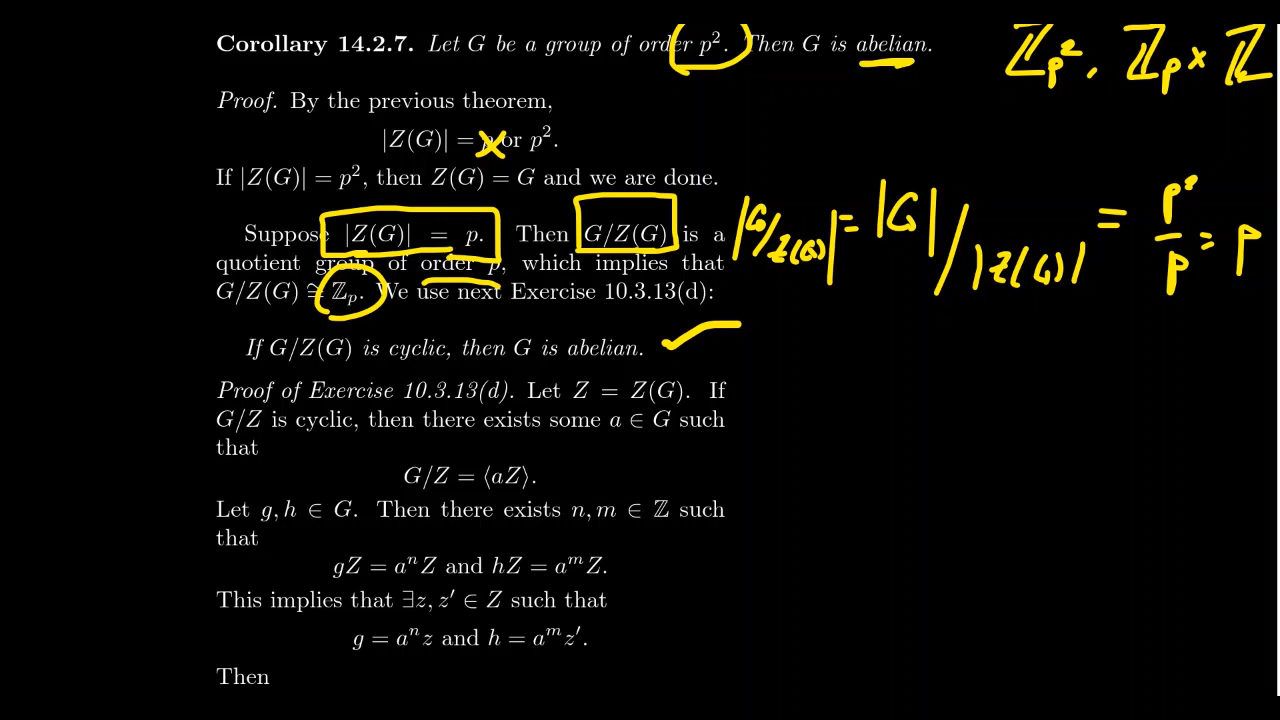 Corollary 14.2.7. Let G be a group of order p². Then G is abelian.
ℤ_p², ℤ_p × ℤ
Proof. By the previous theorem,
|Z(G)| = p or p².
If |Z(G)| = p², then Z(G) = G and we are done.
Suppose |Z(G)| = p. Then G/Z(G) is a
quotient group of order p, which implies that
G/Z(G) ≅ ℤ_p. We use next Exercise 10.3.13(d):
|G/Z(G)| = |G| / |Z(G)| = p²/p = p
If G/Z(G) is cyclic, then G is abelian.
Proof of Exercise 10.3.13(d). Let Z = Z(G). If
G/Z is cyclic, then there exists some a ∈ G such
that
G/Z = ⟨aZ⟩.
Let g, h ∈ G. Then there exists n, m ∈ ℤ such
that
gZ = aⁿZ and hZ = aᵐZ.
This implies that ∃z, z′ ∈ Z such that
g = aⁿz and h = aᵐz′.
Then